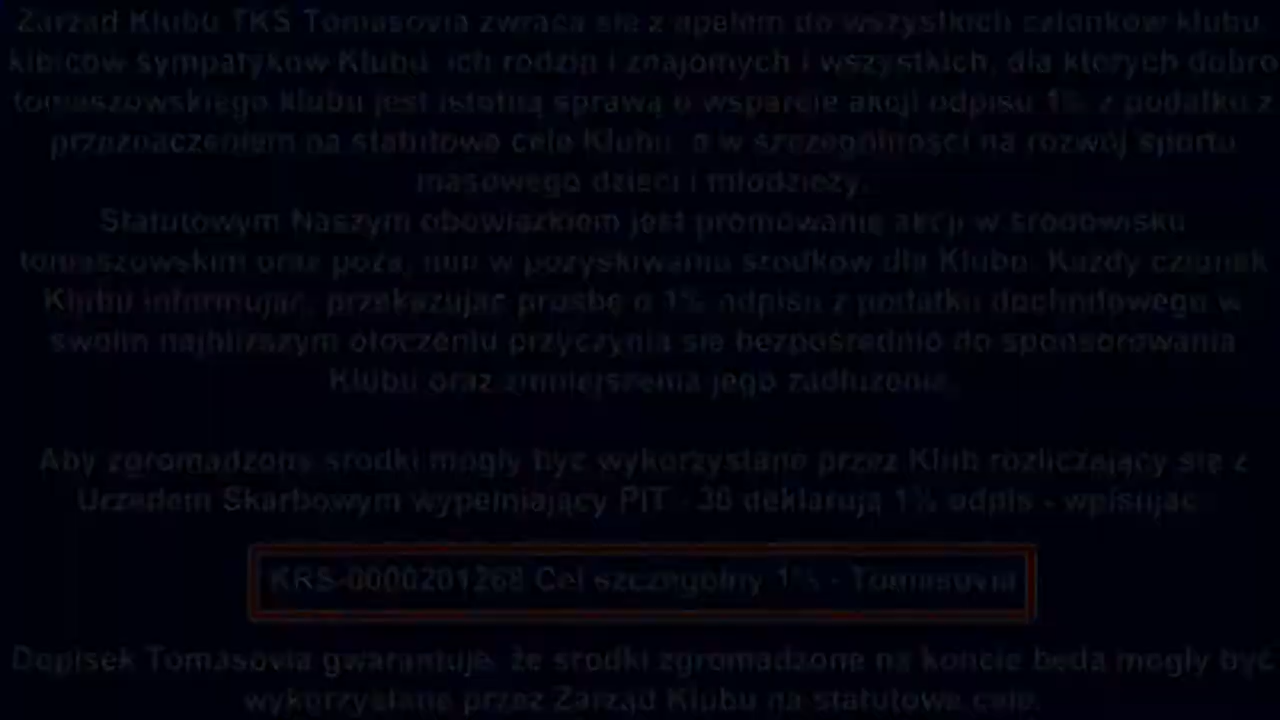 Zarzad Klubu TKS Tomasovia zwraca sie z apelem do wszystkich członków klubu,
kibiców sympatyków Klubu, ich rodzin i znajomych i wszystkich, dla których dobro
tomaszowskiego klubu jest istotną sprawą o wsparcie akcji odpisu 1% z podatku z
przeznaczeniem na statutowe cele Klubu, a w szczególności na rozwój sportu
masowego dzieci i młodzieży.
Statutowym Naszym obowiązkiem jest promowanie akcji w środowisku
tomaszowskim oraz poza, nim w pozyskiwaniu środków dla Klubu. Każdy członek
Klubu informując, przekazując prośbę o 1% odpisu z podatku dochodowego w
swoim najbliższym otoczeniu przyczynia sie bezpośrednio do sponsorowania
Klubu oraz zmniejszenia jego zadłużenia.
Aby zgromadzone środki mogły być wykorzystane przez Klub rozliczający się z
Urzedem Skarbowym wypełniający PIT - 36 deklarują 1% odpis - wpisując
KRS-0000201268 Cel szczególny 1% - Tomasovia
Dopisek Tomasovia gwarantuje, że środki zgromadzone na koncie beda mogły być
wykorzystane przez Zarząd Klubu na statutowe cele.